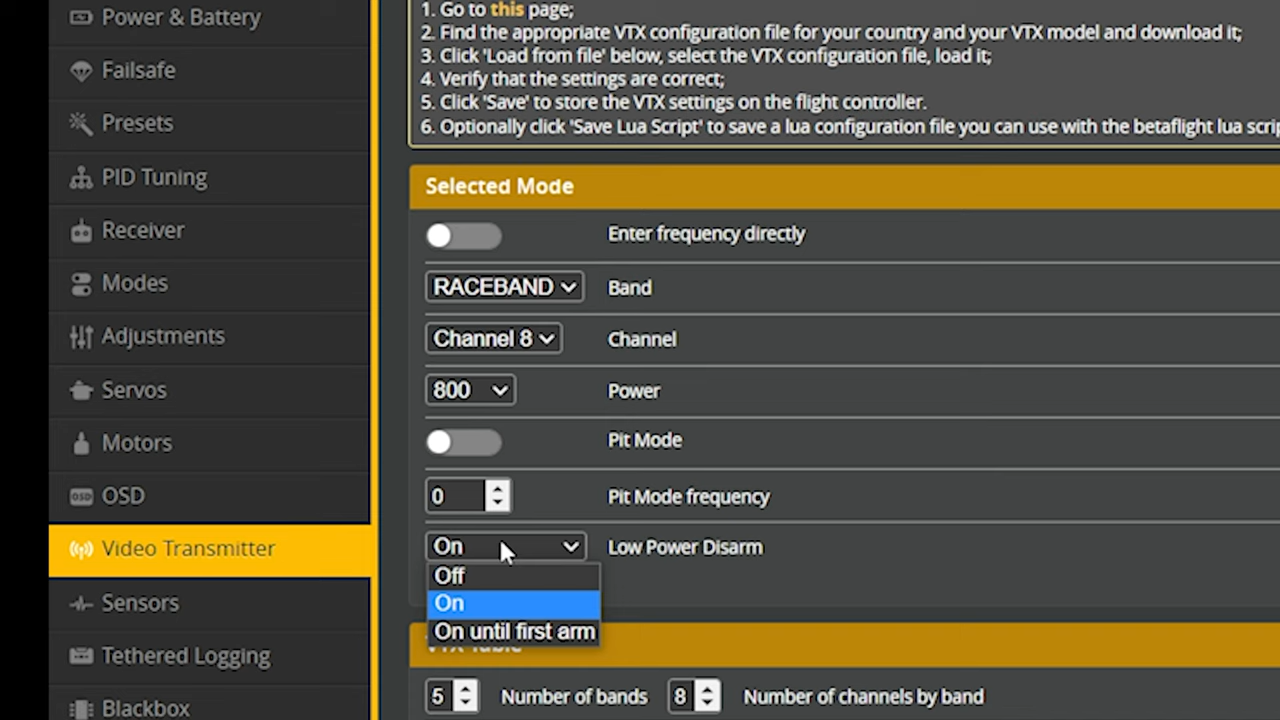 Power & Battery
Failsafe
Presets
PID Tuning
Receiver
Modes
Adjustments
Servos
Motors
OSD
OSD
Video Transmitter
Sensors
Tethered Logging
Blackbox
1. Go to this page;
2. Find the appropriate VTX configuration file for your country and your VTX model and download it;
3. Click 'Load from file' below, select the VTX configuration file, load it;
4. Verify that the settings are correct;
5. Click 'Save' to store the VTX settings on the flight controller.
6. Optionally click 'Save Lua Script' to save a lua configuration file you can use with the betaflight lua scrip
Selected Mode
Enter frequency directly
RACEBAND Band
Channel 8 Channel
800 Power
Pit Mode
0 Pit Mode frequency
On Low Power Disarm
Off
On
On until first arm
VTX Table
5 Number of bands 8 Number of channels by band